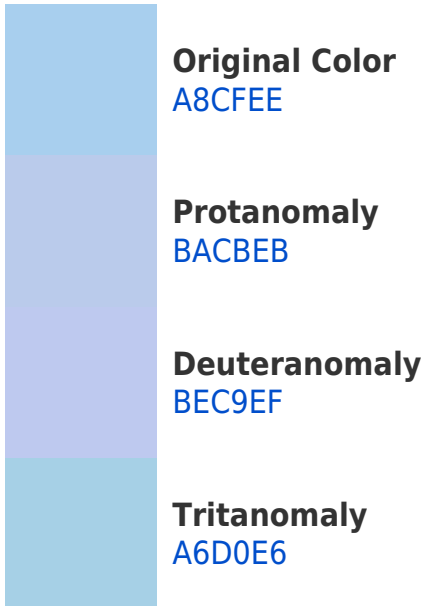 Original Color
A8CFEE
Protanomaly
BACBEB
Deuteranomaly
BEC9EF
Tritanomaly
A6D0E6